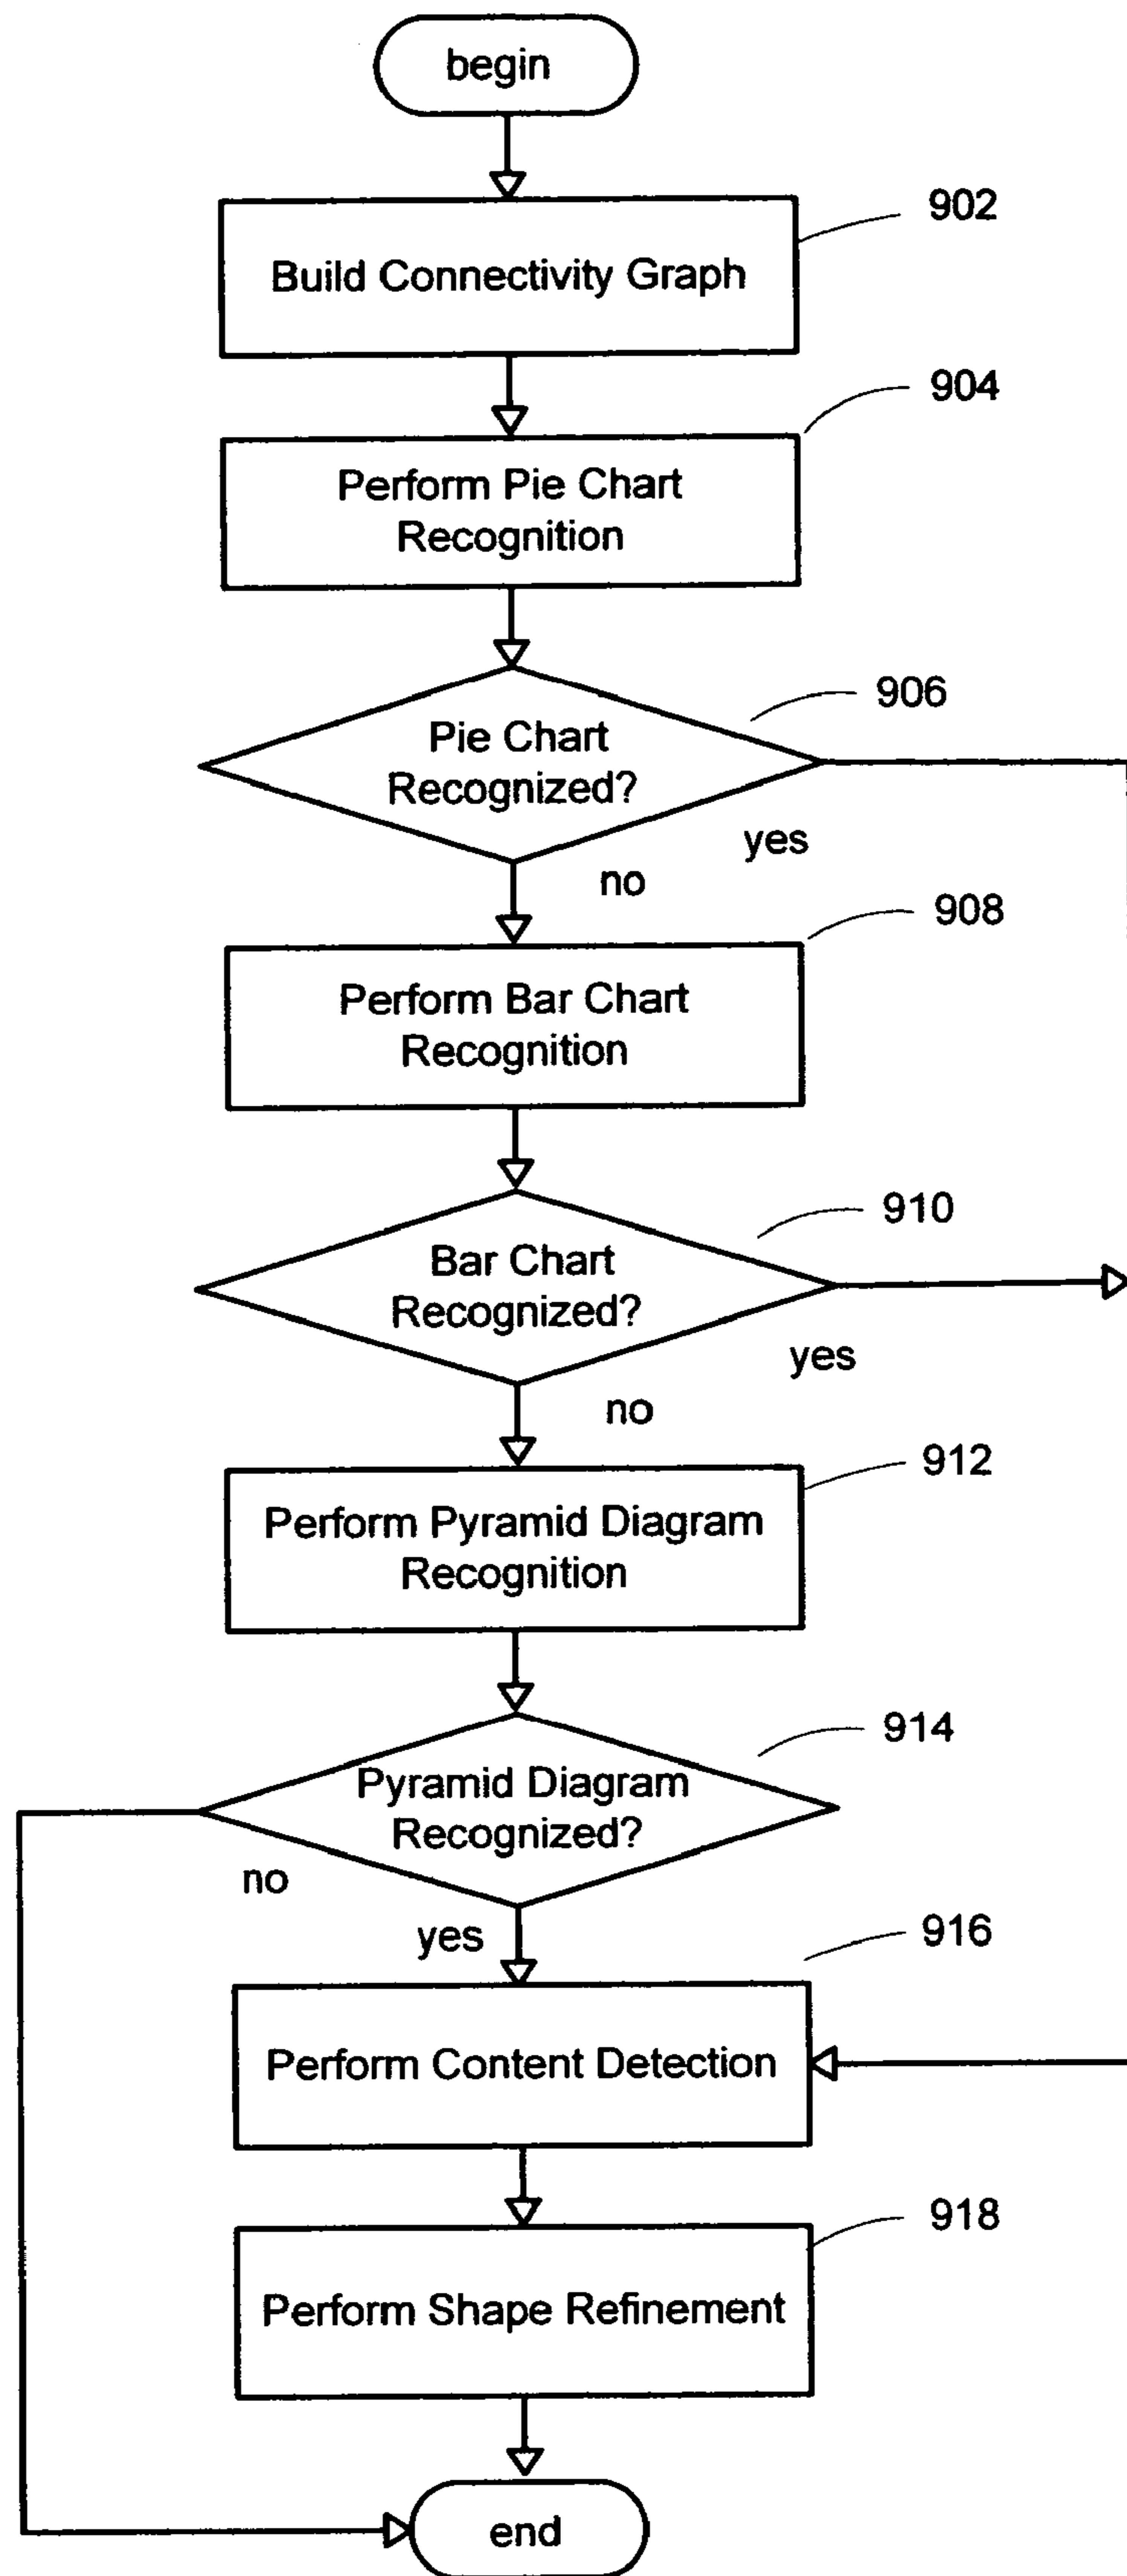 begin
902
Build Connectivity Graph
904
Perform Pie Chart
Recognition
906
Pie Chart
Recognized?
yes
no
908
Perform Bar Chart
Recognition
910
Bar Chart
Recognized?
yes
no
912
Perform Pyramid Diagram
Recognition
914
Pyramid Diagram
Recognized?
no
yes
916
Perform Content Detection
918
Perform Shape Refinement
end